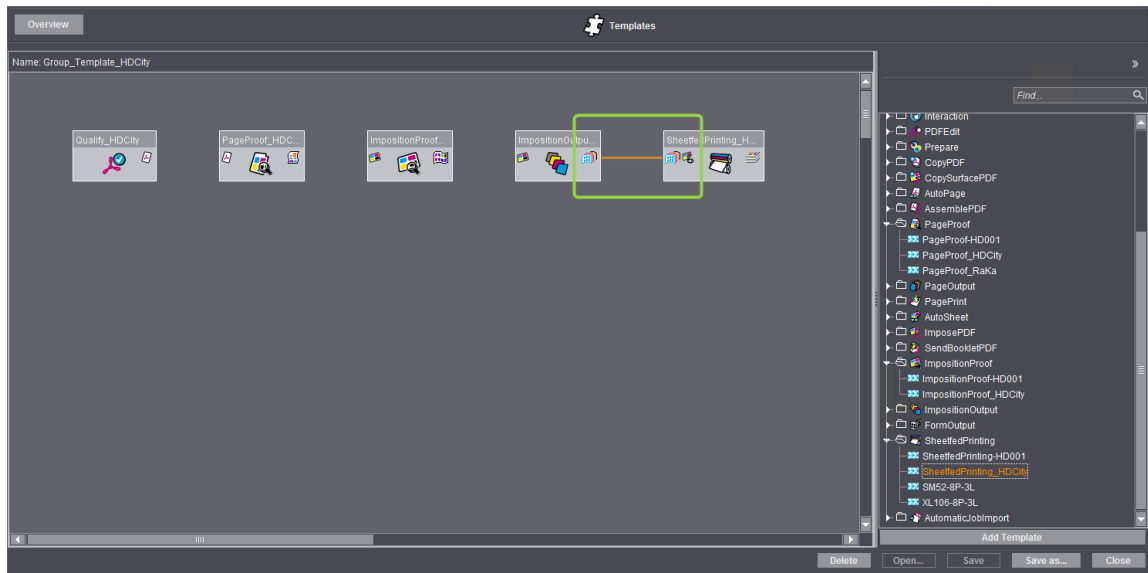 Overview
Templates
Name: Group_Template_HDCity
»
Find...
Qualify_HDCity
PageProof_HDC...
ImpositionProof...
ImpositionOutpu...
SheetfedPrinting_H...
Interaction
PDFEdit
Prepare
CopyPDF
CopySurfacePDF
AutoPage
AssemblePDF
PageProof
PageProof-HD001
PageProof_HDCity
PageProof_RaKa
PageOutput
PagePrint
AutoSheet
ImposePDF
SendBookletPDF
ImpositionProof
ImpositionProof-HD001
ImpositionProof_HDCity
ImpositionOutput
FormOutput
SheetfedPrinting
SheetfedPrinting-HD001
SheetfedPrinting_HDCity
SM52-8P-3L
XL106-8P-3L
AutomaticJobImport
Add Template
Delete
Open...
Save
Save as...
Close